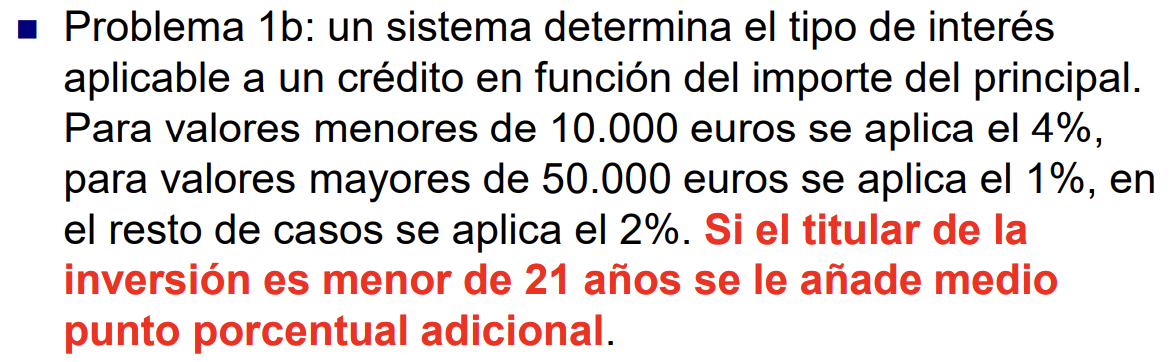 ■ Problema 1b: un sistema determina el tipo de interés
aplicable a un crédito en función del importe del principal.
Para valores menores de 10.000 euros se aplica el 4%,
para valores mayores de 50.000 euros se aplica el 1%, en
el resto de casos se aplica el 2%. Si el titular de la
inversión es menor de 21 años se le añade medio
punto porcentual adicional.